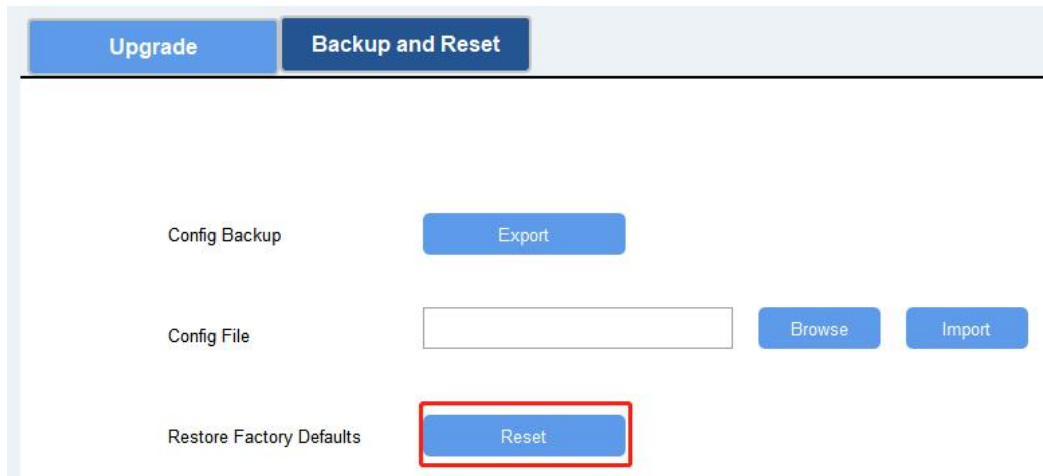 Upgrade Backup and Reset
Config Backup Export
Config File Browse Import
Restore Factory Defaults Reset